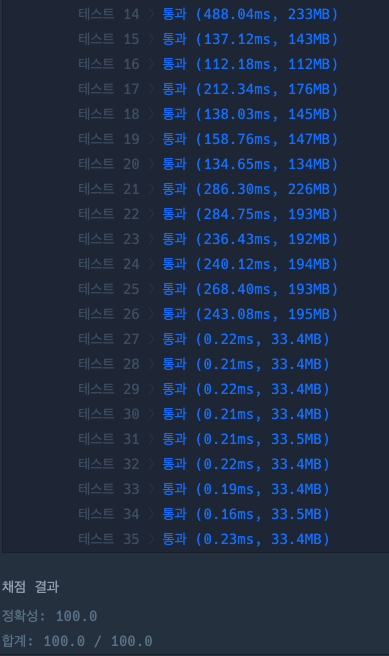 테스트 14 > 통과 (488.04ms, 233MB)
테스트 15 > 통과 (137.12ms, 143MB)
테스트 16 > 통과 (112.18ms, 112MB)
테스트 17 > 통과 (212.34ms, 176MB)
테스트 18 > 통과 (138.03ms, 145MB)
테스트 19 > 통과 (158.76ms, 147MB)
테스트 20 > 통과 (134.65ms, 134MB)
테스트 21 > 통과 (286.30ms, 226MB)
테스트 22 > 통과 (284.75ms, 193MB)
테스트 23 > 통과 (236.43ms, 192MB)
테스트 24 > 통과 (240.12ms, 194MB)
테스트 25 > 통과 (268.40ms, 193MB)
테스트 26 > 통과 (243.08ms, 195MB)
테스트 27 > 통과 (0.22ms, 33.4MB)
테스트 28 > 통과 (0.21ms, 33.4MB)
테스트 29 > 통과 (0.22ms, 33.4MB)
테스트 30 > 통과 (0.21ms, 33.4MB)
테스트 31 > 통과 (0.21ms, 33.5MB)
테스트 32 > 통과 (0.22ms, 33.4MB)
테스트 33 > 통과 (0.19ms, 33.4MB)
테스트 34 > 통과 (0.16ms, 33.5MB)
테스트 35 > 통과 (0.23ms, 33.4MB)
채점 결과
정확성: 100.0
합계: 100.0 / 100.0